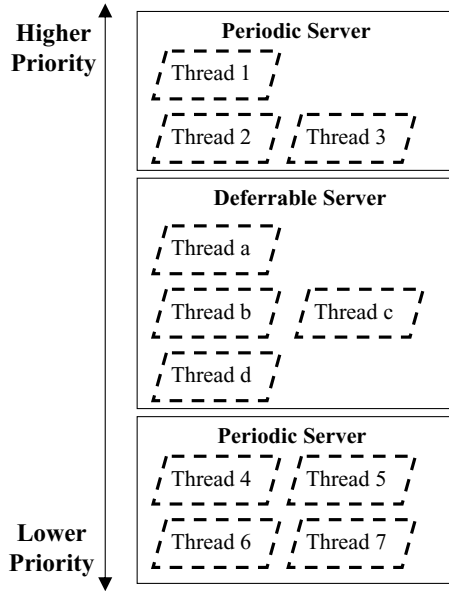 Higher
Priority
Periodic Server
Thread 1
Thread 2 Thread 3
Deferrable Server
Thread a
Thread b Thread c
Thread d
Periodic Server
Thread 4 Thread 5
Thread 6 Thread 7
Lower
Priority